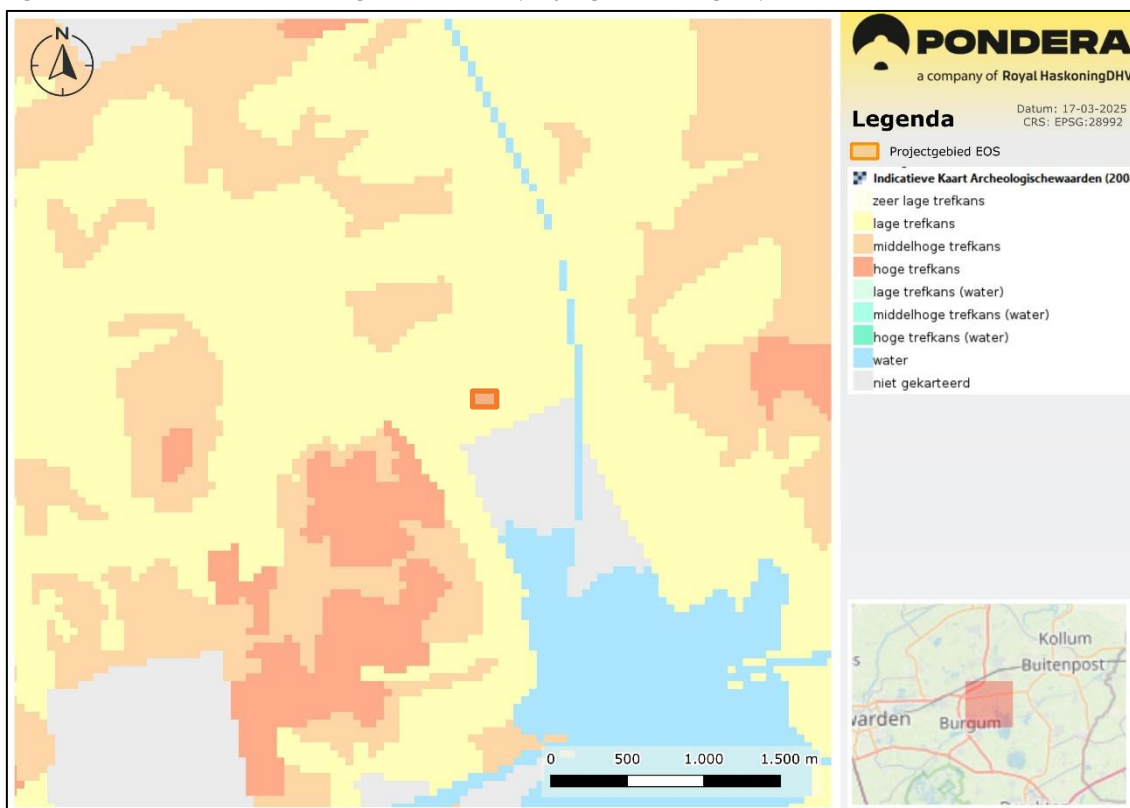 N
PONDERA
a company of Royal HaskoningDHV
Legenda
Datum: 17-03-2025
CRS: EPSG:28992
Projectgebied EOS
Indicatieve Kaart Archeologischewaarden (200
zeer lage trefkans
lage trefkans
middelhoge trefkans
hoge trefkans
lage trefkans (water)
middelhoge trefkans (water)
hoge trefkans (water)
water
niet gekarteerd
Kollum
Buitenpost
Burgum
0 500 1.000 1.500 m